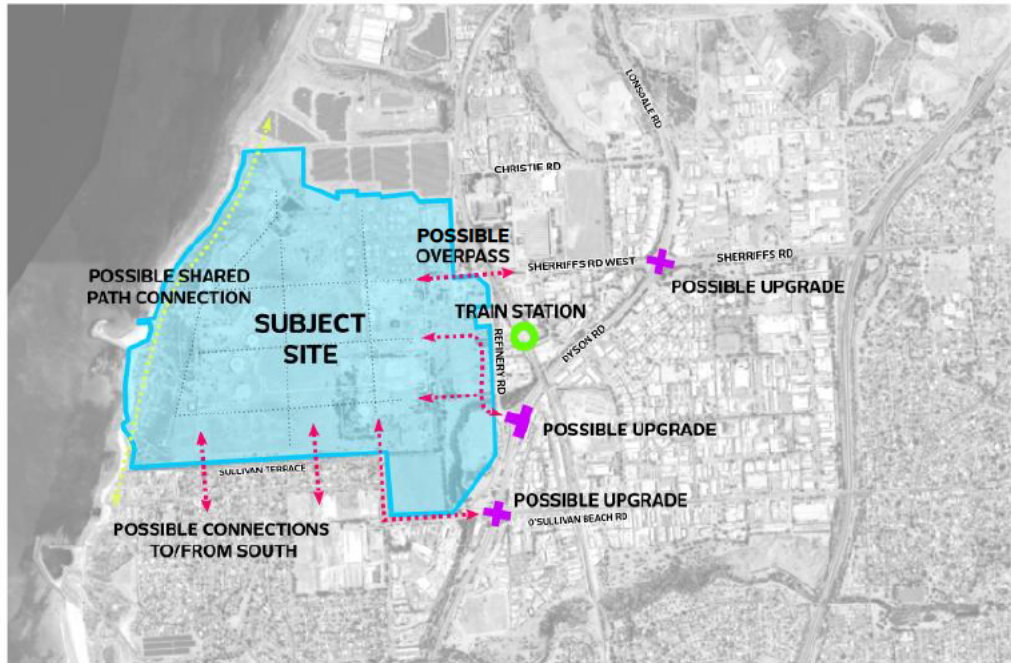 LONSDALE RD
CHRISTIE RD
POSSIBLE
OVERPASS
SHERRIFFS RD WEST
SHERRIFFS RD
POSSIBLE UPGRADE
POSSIBLE SHARED
PATH CONNECTION
SUBJECT
SITE
TRAIN STATION
REFINERY RD
DYSON RD
POSSIBLE UPGRADE
SULLIVAN TERRACE
POSSIBLE UPGRADE
O'SULLIVAN BEACH RD
POSSIBLE CONNECTIONS
TO/FROM SOUTH